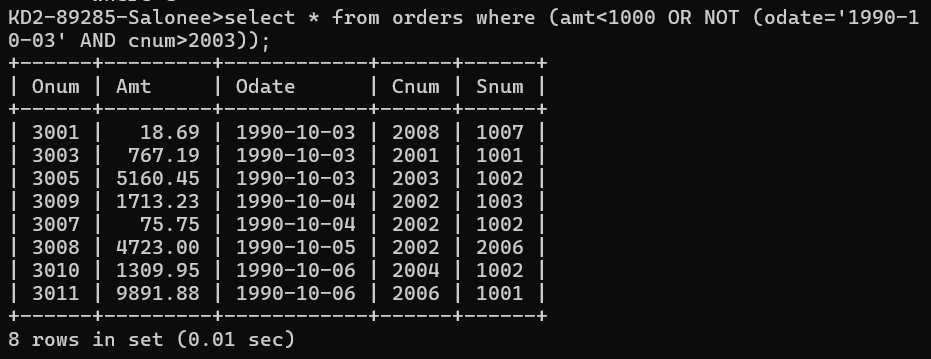 KD2-89285-Salonee>select * from orders where (amt<1000 OR NOT (odate='1990-1
0-03' AND cnum>2003));
+------+---------+------------+------+------+
| Onum | Amt     | Odate      | Cnum | Snum |
+------+---------+------------+------+------+
| 3001 |   18.69 | 1990-10-03 | 2008 | 1007 |
| 3003 |  767.19 | 1990-10-03 | 2001 | 1001 |
| 3005 | 5160.45 | 1990-10-03 | 2003 | 1002 |
| 3009 | 1713.23 | 1990-10-04 | 2002 | 1003 |
| 3007 |   75.75 | 1990-10-04 | 2002 | 1002 |
| 3008 | 4723.00 | 1990-10-05 | 2002 | 2006 |
| 3010 | 1309.95 | 1990-10-06 | 2004 | 1002 |
| 3011 | 9891.88 | 1990-10-06 | 2006 | 1001 |
+------+---------+------------+------+------+
8 rows in set (0.01 sec)